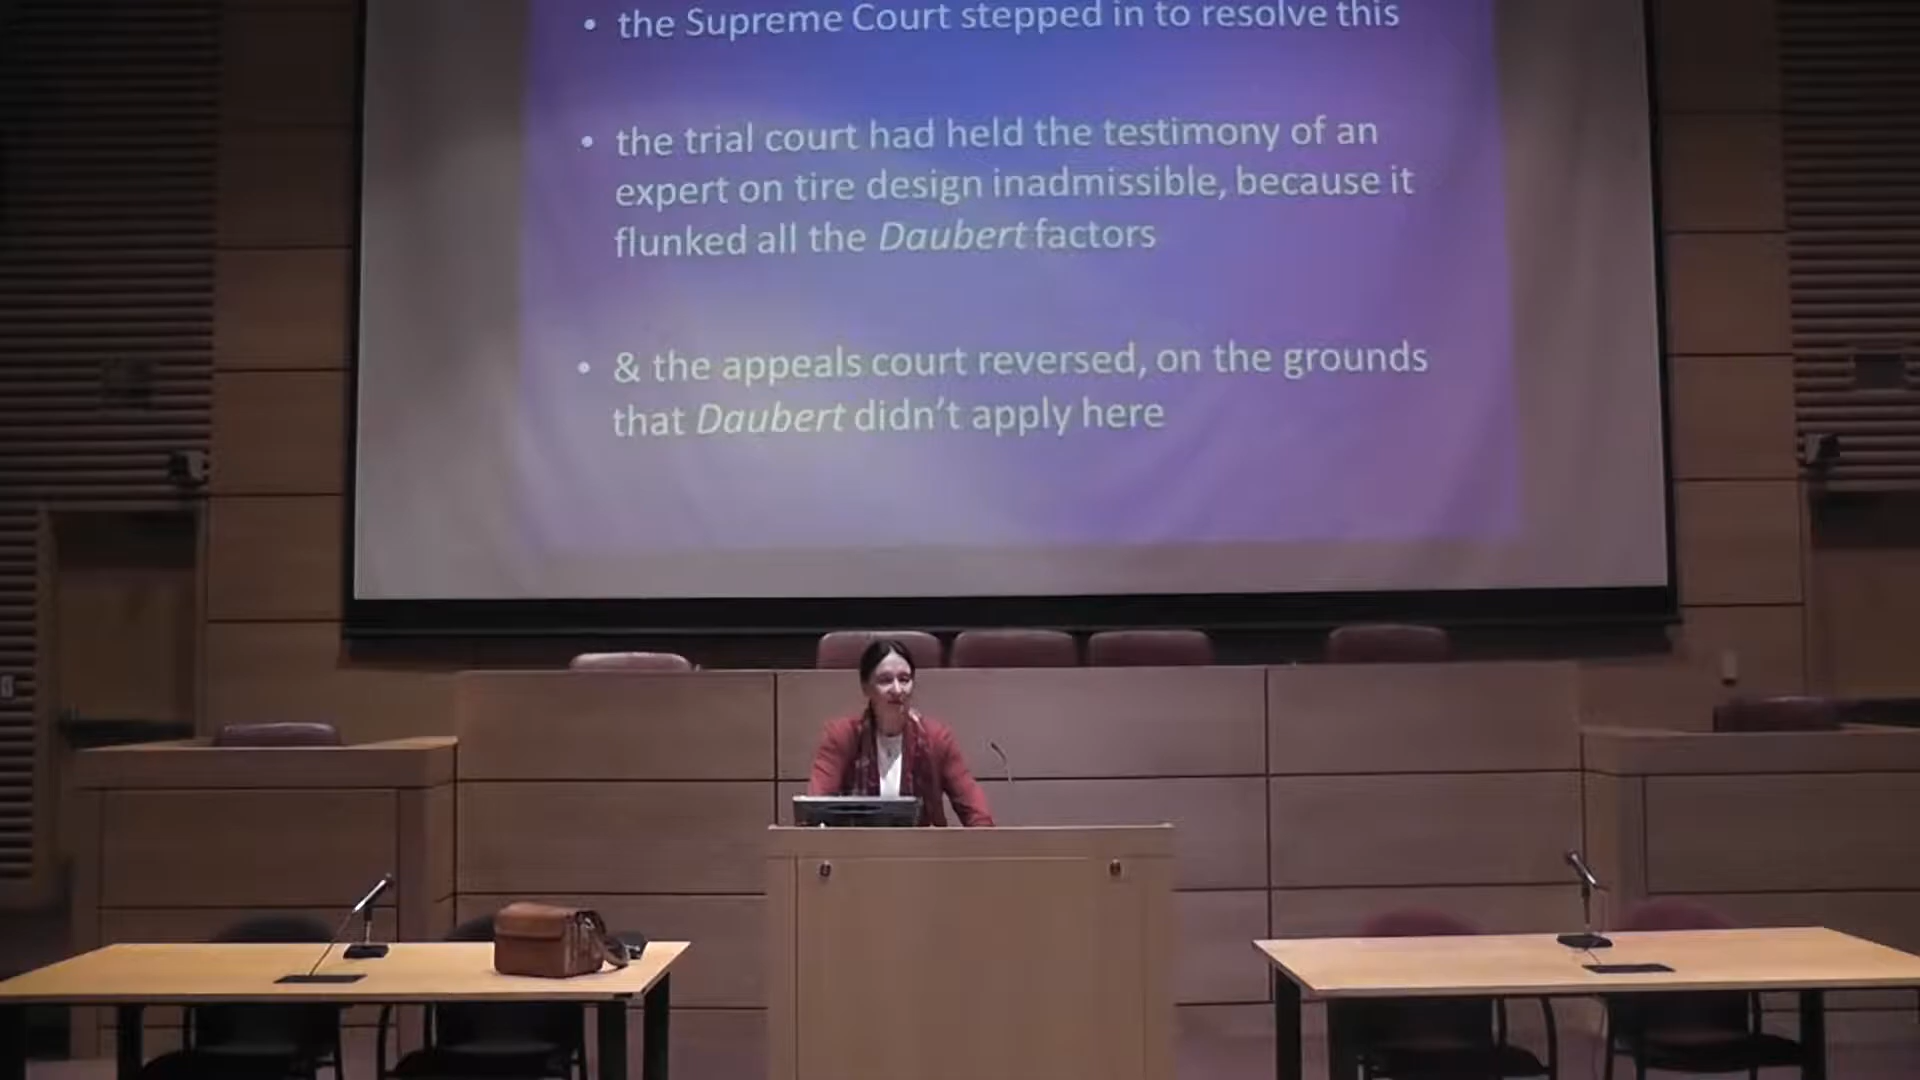 • the Supreme Court stepped in to resolve this
• the trial court had held the testimony of an
expert on tire design inadmissible, because it
flunked all the Daubert factors
• & the appeals court reversed, on the grounds
that Daubert didn't apply here